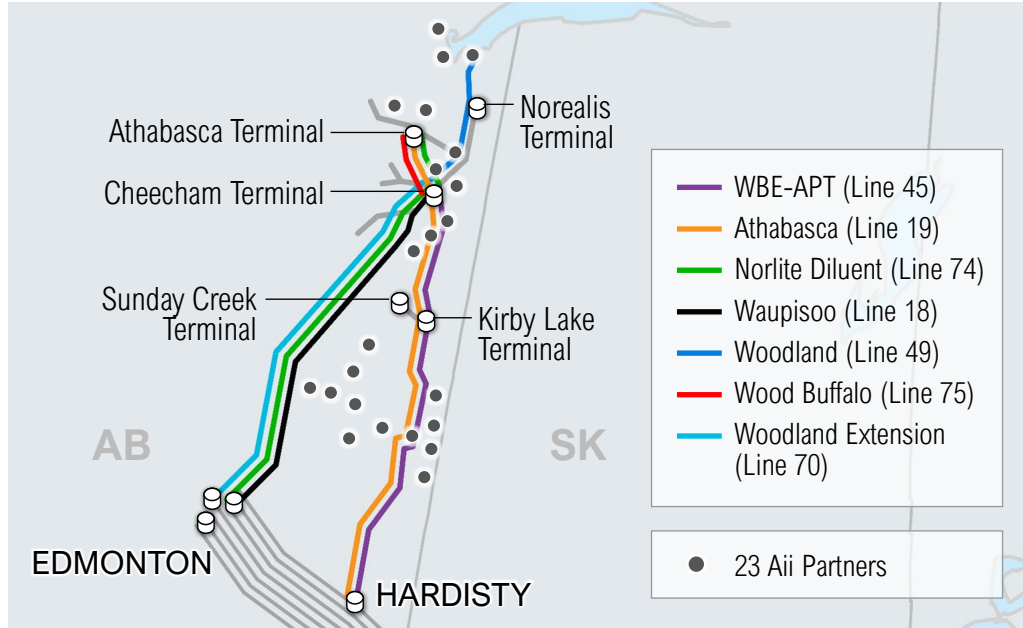 Norealis
Terminal
Athabasca Terminal
Cheecham Terminal
Sunday Creek
Terminal
Kirby Lake
Terminal
AB
SK
EDMONTON
HARDISTY
WBE-APT (Line 45)
Athabasca (Line 19)
Norlite Diluent (Line 74)
Waupisoo (Line 18)
Woodland (Line 49)
Wood Buffalo (Line 75)
Woodland Extension
(Line 70)
23 Aii Partners